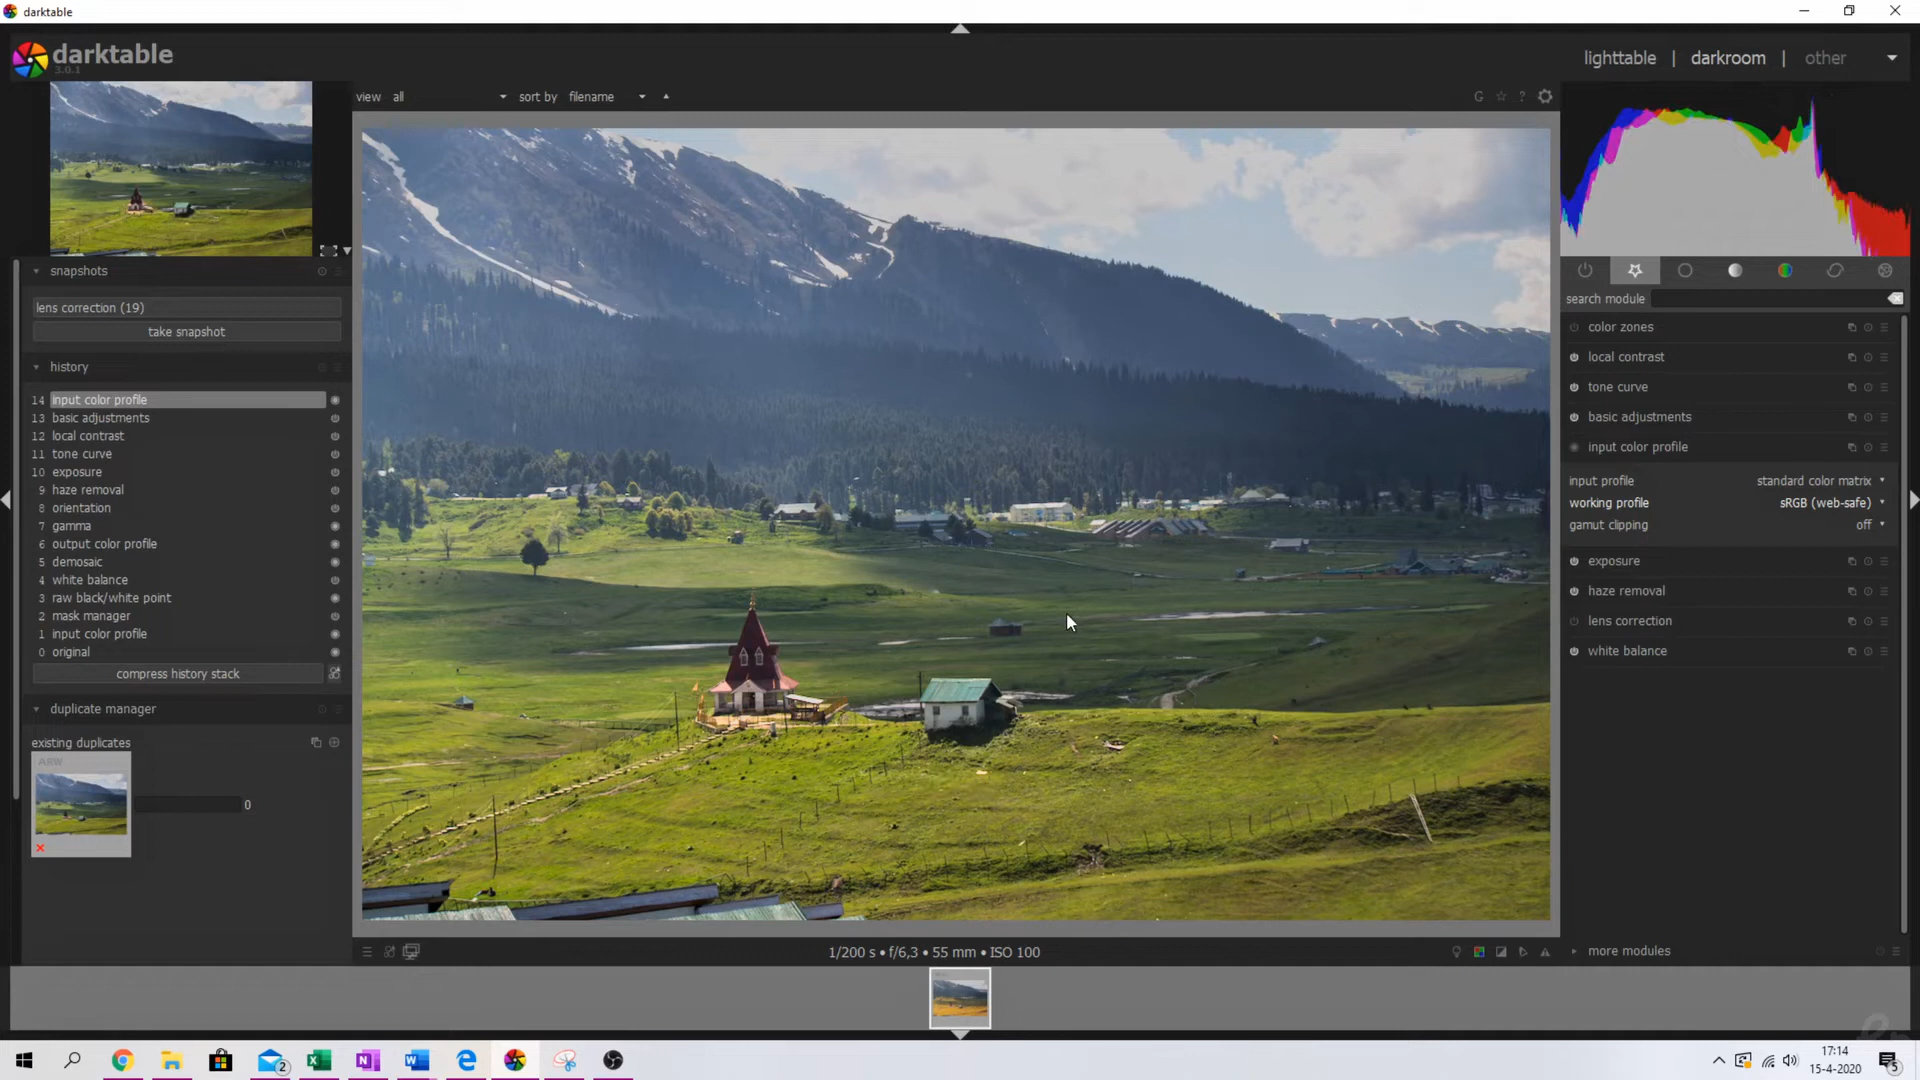 darktable
darktable
3.0.1
lighttable | darkroom | other
view all sort by filename
G ?
snapshots
lens correction (19)
take snapshot
history
14 input color profile
13 basic adjustments
12 local contrast
11 tone curve
10 exposure
9 haze removal
8 orientation
7 gamma
6 output color profile
5 demosaic
4 white balance
3 raw black/white point
2 mask manager
1 input color profile
0 original
compress history stack
duplicate manager
existing duplicates
ARW
0
search module
color zones
local contrast
tone curve
basic adjustments
input color profile
input profile standard color matrix
working profile sRGB (web-safe)
gamut clipping off
exposure
haze removal
lens correction
white balance
more modules
1/200 s • f/6,3 • 55 mm • ISO 100
2
17:14
15-4-2020
5